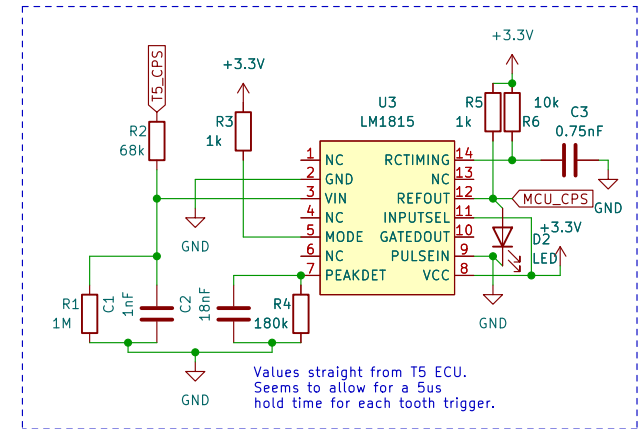 +3.3V
+3.3V
T5_CPS
R2
68k
R3
1k
U3
LM1815
R5
1k
10k
R6
C3
0.75nF
1 NC
2 GND
3 VIN
4 NC
5 MODE
6 NC
7 PEAKDET
RCTIMING 14
NC 13
REFOUT 12
INPUTSEL 11
GATEDOUT 10
PULSEIN 9
VCC 8
MCU_CPS
GND
+3.3V
D2
LED
GND
GND
R1
1M
C1
1nF
C2
18nF
R4
180k
GND
Values straight from T5 ECU.
Seems to allow for a 5us
hold time for each tooth trigger.